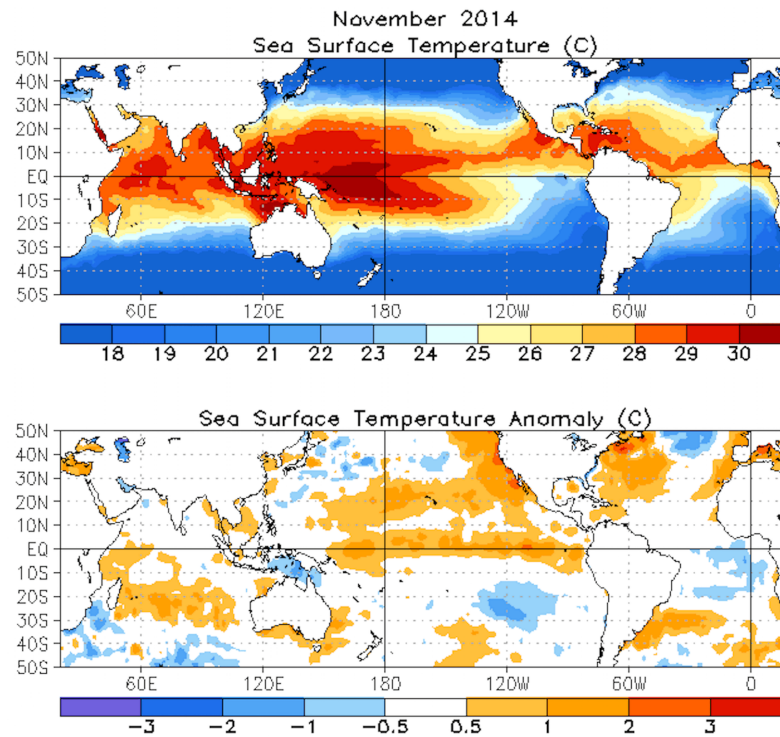 November 2014
Sea Surface Temperature (C)
50N
40N
30N
20N
10N
EQ
10S
20S
30S
40S
50S
60E 120E 180 120W 60W 0
18 19 20 21 22 23 24 25 26 27 28 29 30
Sea Surface Temperature Anomaly (C)
50N
40N
30N
20N
10N
EQ
10S
20S
30S
40S
50S
60E 120E 180 120W 60W 0
-3 -2 -1 -0.5 0.5 1 2 3